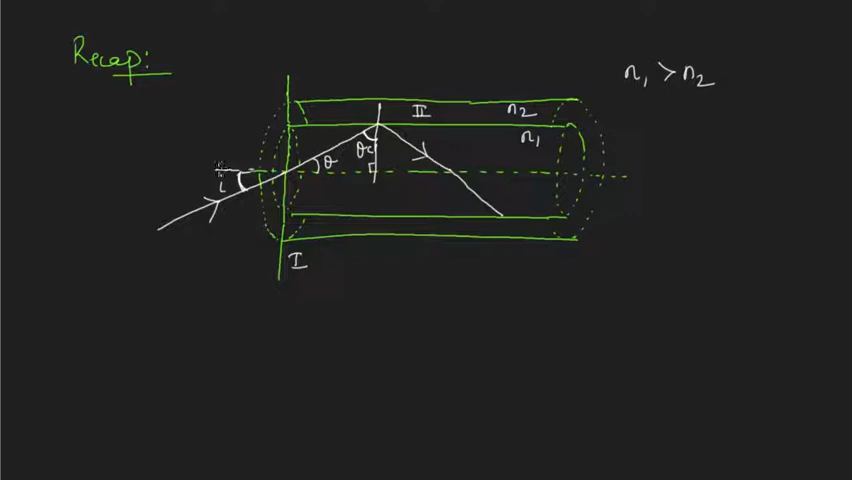 Recap:
n₁ > n₂
II
n₂
n₁
θc
θ
i
I